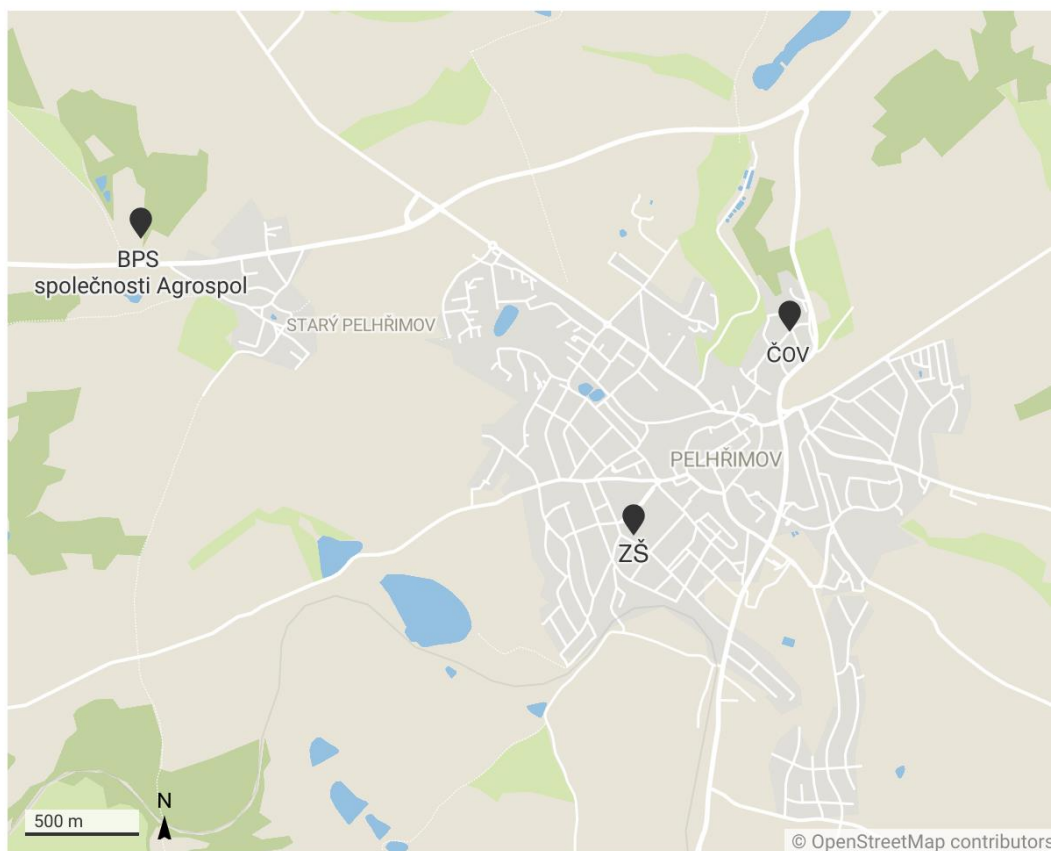 BPS
společnosti Agrospol
STARÝ PELHŘIMOV
ČOV
PELHŘIMOV
ZŠ
N
500 m
© OpenStreetMap contributors